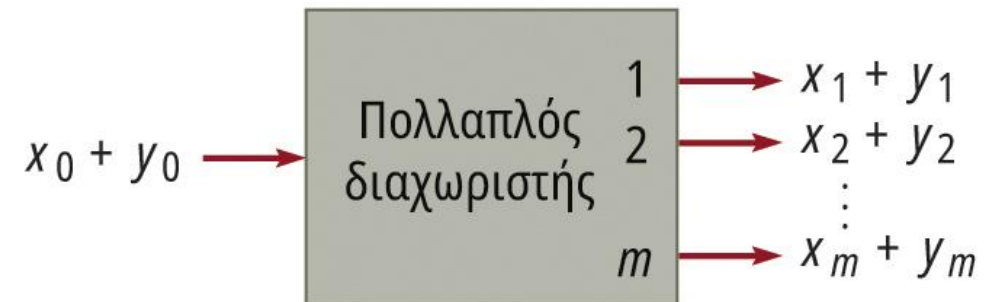 x₀ + y₀
Πολλαπλός
διαχωριστής
1
2
m
x₁ + y₁
x₂ + y₂
⋮
xₘ + yₘ